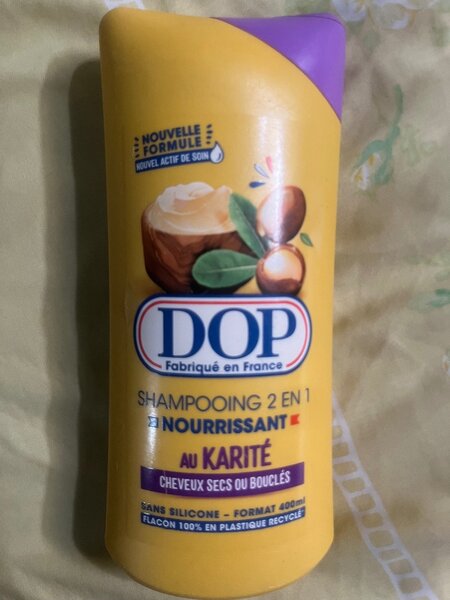 NOUVELLE
FORMULE
NOUVEL ACTIF DE SOIN
DOP
Fabriqué en France
SHAMPOOING 2 EN 1
NOURRISSANT
AU KARITÉ
CHEVEUX SECS OU BOUCLÉS
SANS SILICONE - FORMAT 400ml
FLACON 100% EN PLASTIQUE RECYCLÉ*